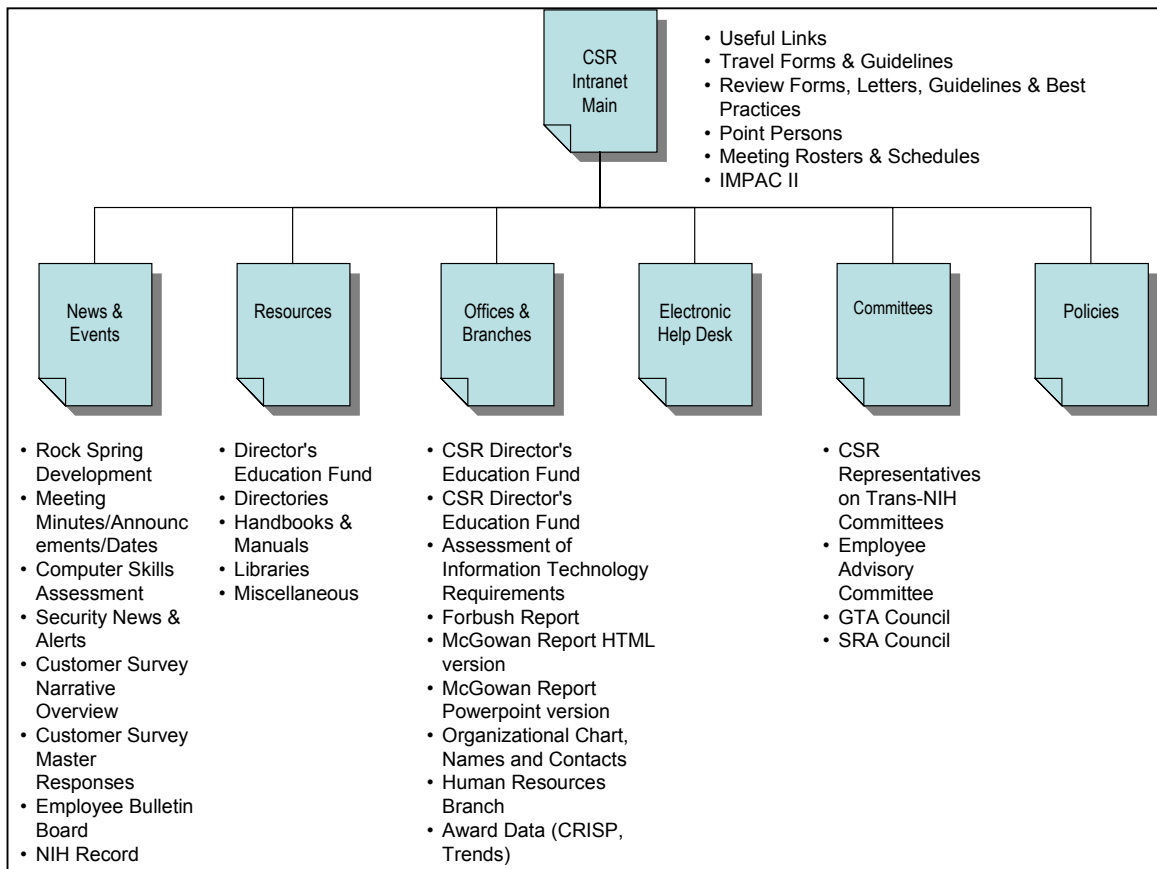 CSR
Intranet
Main
• Useful Links
• Travel Forms & Guidelines
• Review Forms, Letters, Guidelines & Best
Practices
• Point Persons
• Meeting Rosters & Schedules
• IMPAC II
News &
Events
Resources
Offices &
Branches
Electronic
Help Desk
Committees
Policies
• Rock Spring
Development
• Meeting
Minutes/Announc
ements/Dates
• Computer Skills
Assessment
• Security News &
Alerts
• Customer Survey
Narrative
Overview
• Customer Survey
Master
Responses
• Employee Bulletin
Board
• NIH Record
• Director's
Education Fund
• Directories
• Handbooks &
Manuals
• Libraries
• Miscellaneous
• CSR Director's
Education Fund
• CSR Director's
Education Fund
• Assessment of
Information Technology
Requirements
• Forbush Report
• McGowan Report HTML
version
• McGowan Report
Powerpoint version
• Organizational Chart,
Names and Contacts
• Human Resources
Branch
• Award Data (CRISP,
Trends)
• CSR
Representatives
on Trans-NIH
Committees
• Employee
Advisory
Committee
• GTA Council
• SRA Council